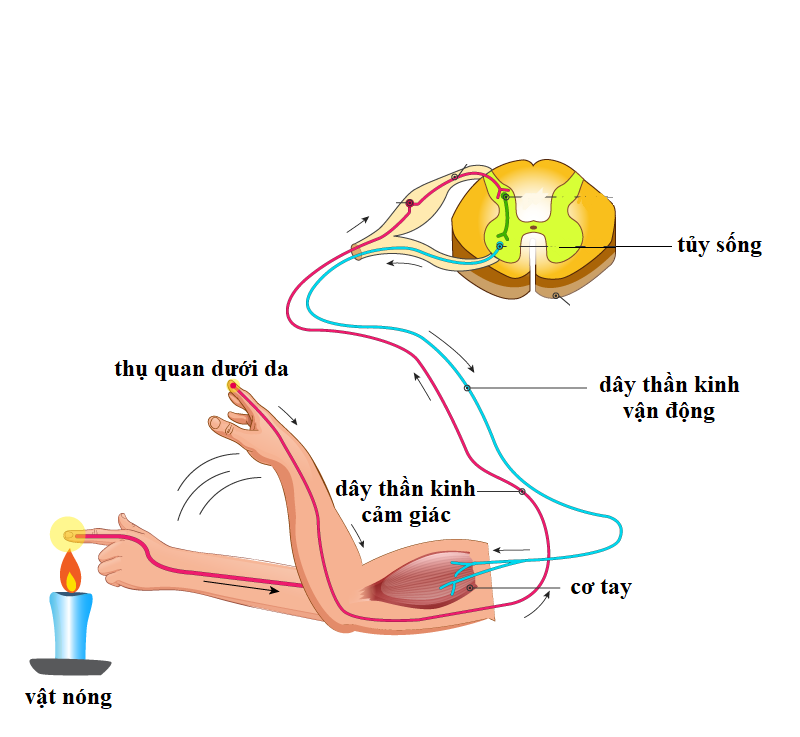 tủy sống
thụ quan dưới da
dây thần kinh
vận động
dây thần kinh
cảm giác
cơ tay
vật nóng